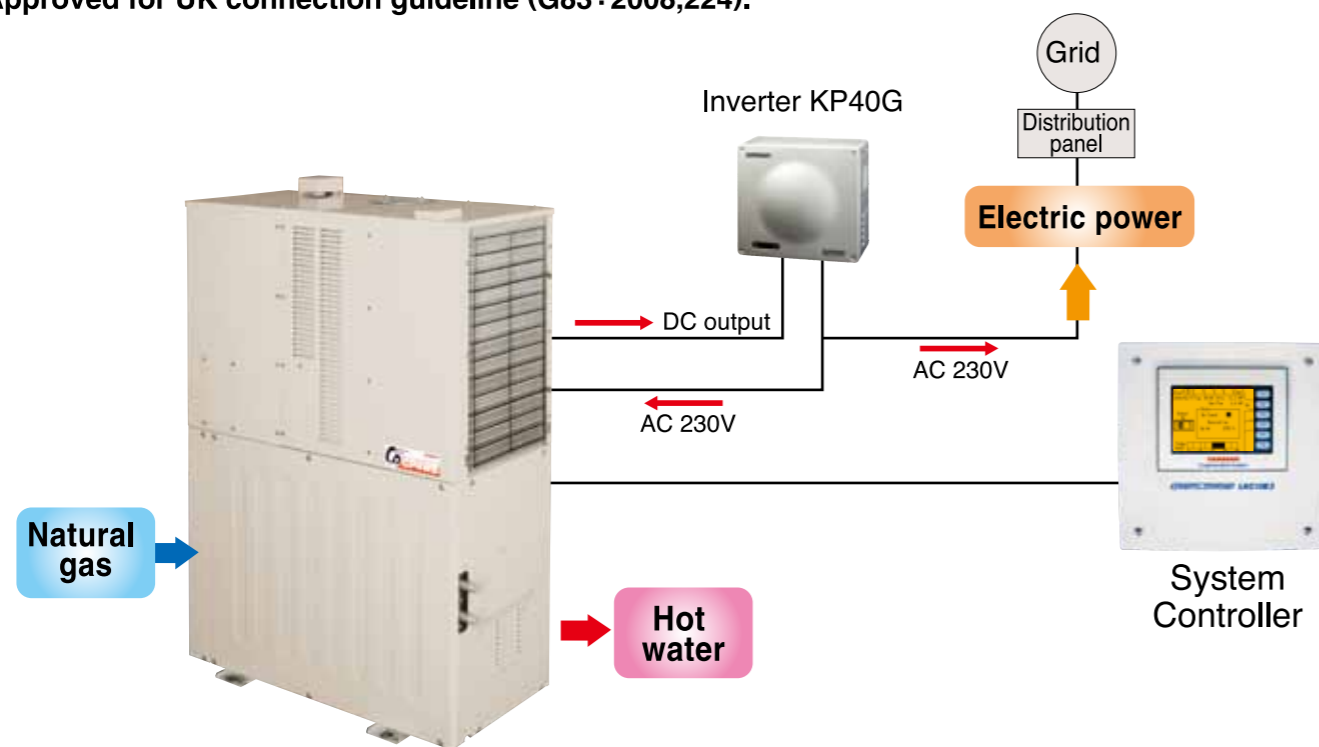 Approved for UK connection guideline (G83:2008,224).
Grid
Inverter KP40G
Distribution
panel
Electric power
DC output
AC 230V
AC 230V
Natural
gas
Hot
water
System
Controller